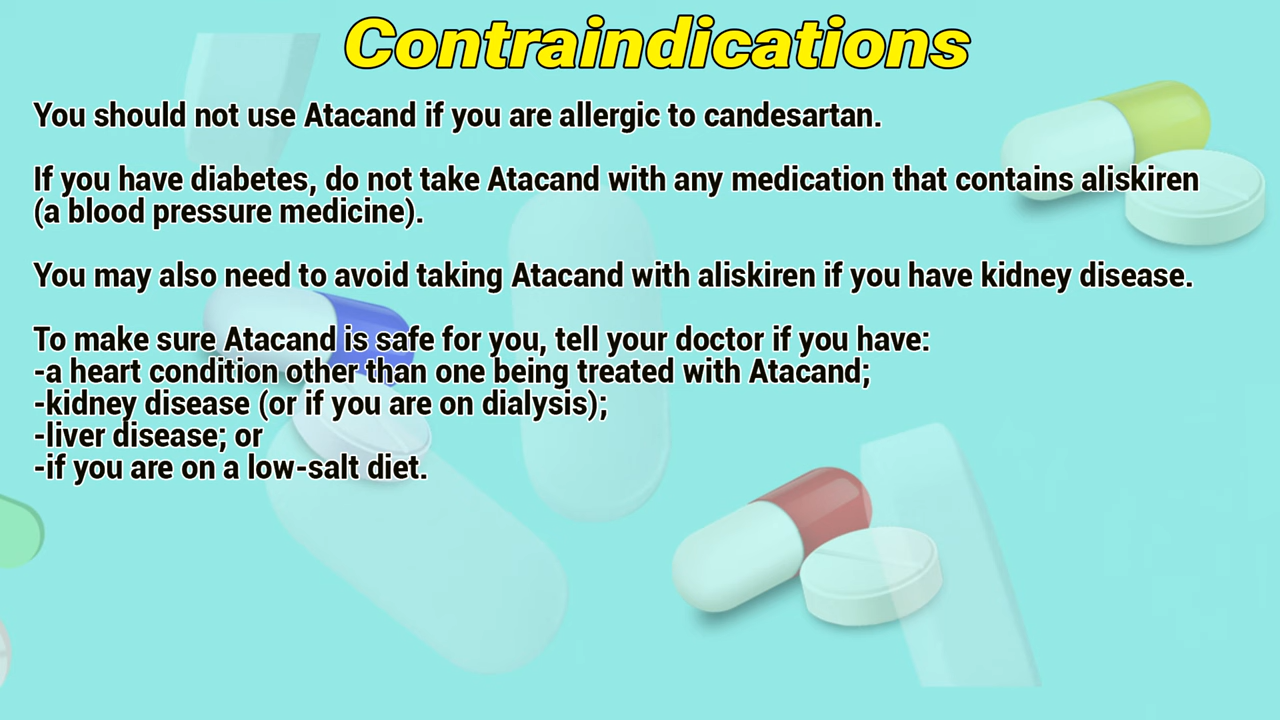 Contraindications
You should not use Atacand if you are allergic to candesartan.
If you have diabetes, do not take Atacand with any medication that contains aliskiren
(a blood pressure medicine).
You may also need to avoid taking Atacand with aliskiren if you have kidney disease.
To make sure Atacand is safe for you, tell your doctor if you have:
-a heart condition other than one being treated with Atacand;
-kidney disease (or if you are on dialysis);
-liver disease; or
-if you are on a low-salt diet.